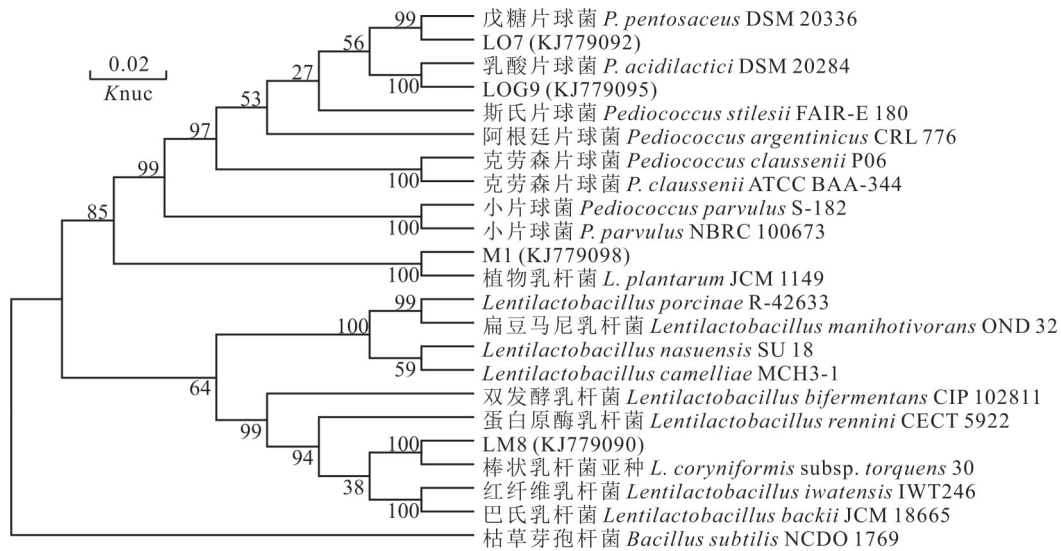 99
戊糖片球菌 P. pentosaceus DSM 20336
56
LO7 (KJ779092)
0.02
乳酸片球菌 P. acidilactici DSM 20284
27
100
LOG9 (KJ779095)
Knuc
53
斯氏片球菌 Pediococcus stilesii FAIR-E 180
97
阿根廷片球菌 Pediococcus argentinicus CRL 776
克劳森片球菌 Pediococcus claussenii P06
99
100
克劳森片球菌 P. claussenii ATCC BAA-344
85
小片球菌 Pediococcus parvulus S-182
100
小片球菌 P. parvulus NBRC 100673
M1 (KJ779098)
100
植物乳杆菌 L. plantarum JCM 1149
99
Lentilactobacillus porcinae R-42633
100
扁豆马尼乳杆菌 Lentilactobacillus manihotivorans OND 32
Lentilactobacillus nasuensis SU 18
59
Lentilactobacillus camelliae MCH3-1
64
双发酵乳杆菌 Lentilactobacillus bifermentans CIP 102811
蛋白原酶乳杆菌 Lentilactobacillus rennini CECT 5922
99
100
LM8 (KJ779090)
94
棒状乳杆菌亚种 L. coryniformis subsp. torquens 30
38
红纤维乳杆菌 Lentilactobacillus iwatensis IWT246
100
巴氏乳杆菌 Lentilactobacillus backii JCM 18665
枯草芽孢杆菌 Bacillus subtilis NCDO 1769